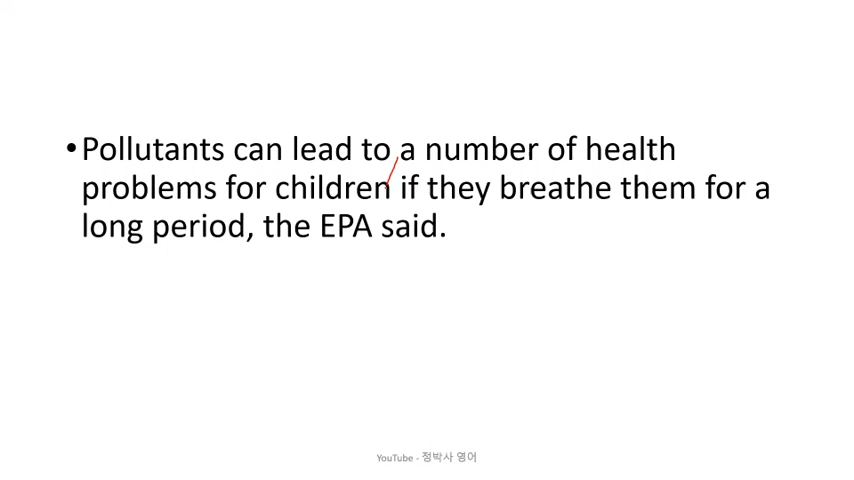 •Pollutants can lead to a number of health
problems for children if they breathe them for a
long period, the EPA said.
YouTube - 정박사 영어